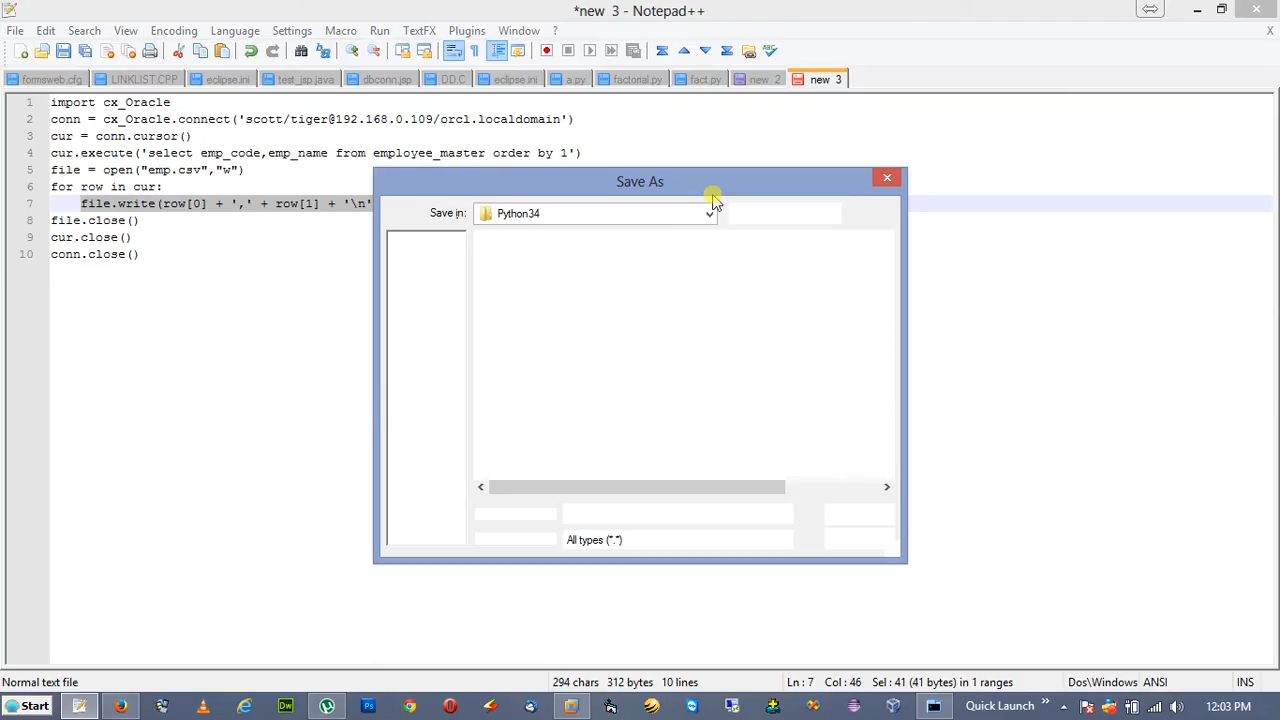 *new  3 - Notepad++
File Edit Search View Encoding Language Settings Macro Run TextFX Plugins Window ? X
formsweb.cfg LINKLIST.CPP eclipse.ini test_jsp.java dbconn.jsp DD.C eclipse.ini a.py factorial.py fact.py new  2 new  3
1 import cx_Oracle
2 conn = cx_Oracle.connect('scott/tiger@192.168.0.109/orcl.localdomain')
3 cur = conn.cursor()
4 cur.execute('select emp_code,emp_name from employee_master order by 1')
5 file = open("emp.csv","w")
6 for row in cur:
7 file.write(row[0] + ',' + row[1] + '\n'
8 file.close()
9 cur.close()
10 conn.close()
Save As
Save in: Python34
All types (*.*)
Normal text file 294 chars 312 bytes 10 lines Ln : 7 Col : 46 Sel : 41 (41 bytes) in 1 ranges Dos\Windows ANSI INS
Start Dw Ps Quick Launch 12:03 PM